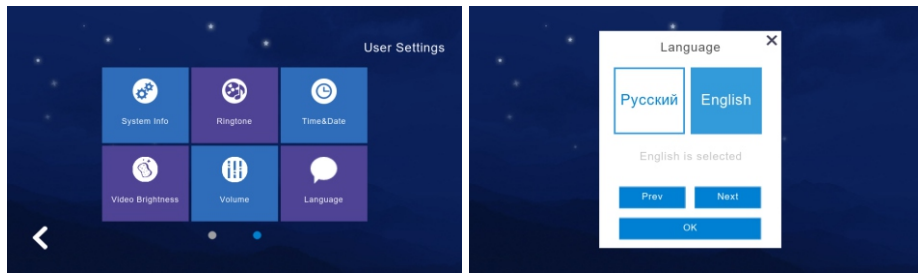 User Settings
System Info
Ringtone
Time&Date
Video Brightness
Volume
Language
Language
Русский
English
English is selected
Prev
Next
OK